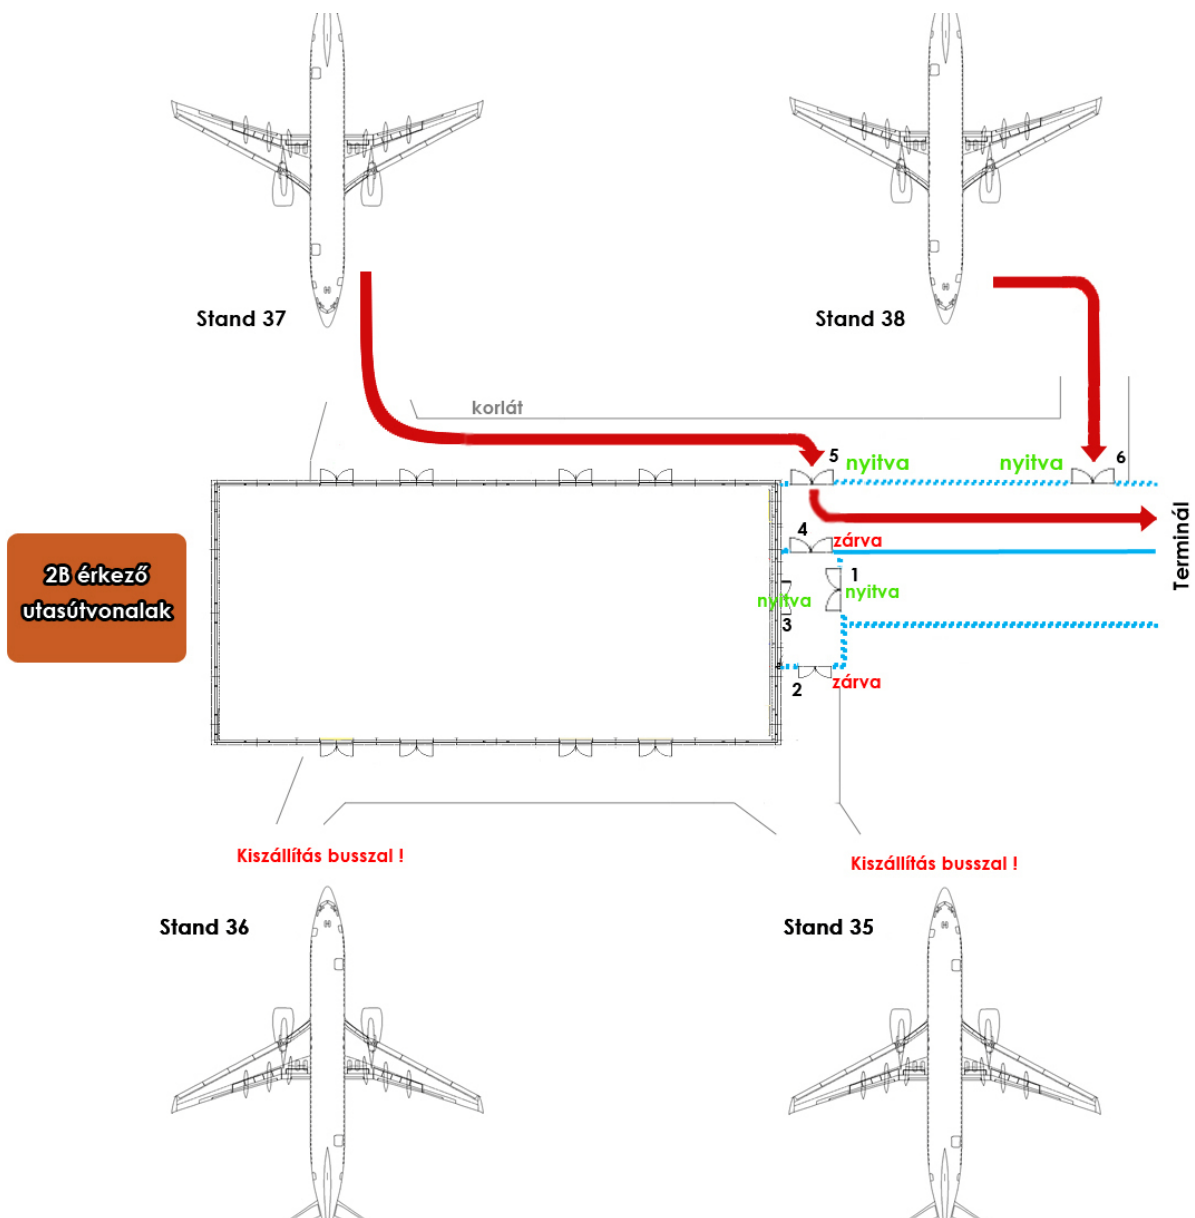 Stand 37
Stand 38
korlát
5
nyitva
nyitva
6
4
zárva
Terminál
2B érkező
utasútvonalak
1
nyitva
nyitva
3
2
zárva
Kiszállítás busszal !
Kiszállítás busszal !
Stand 36
Stand 35